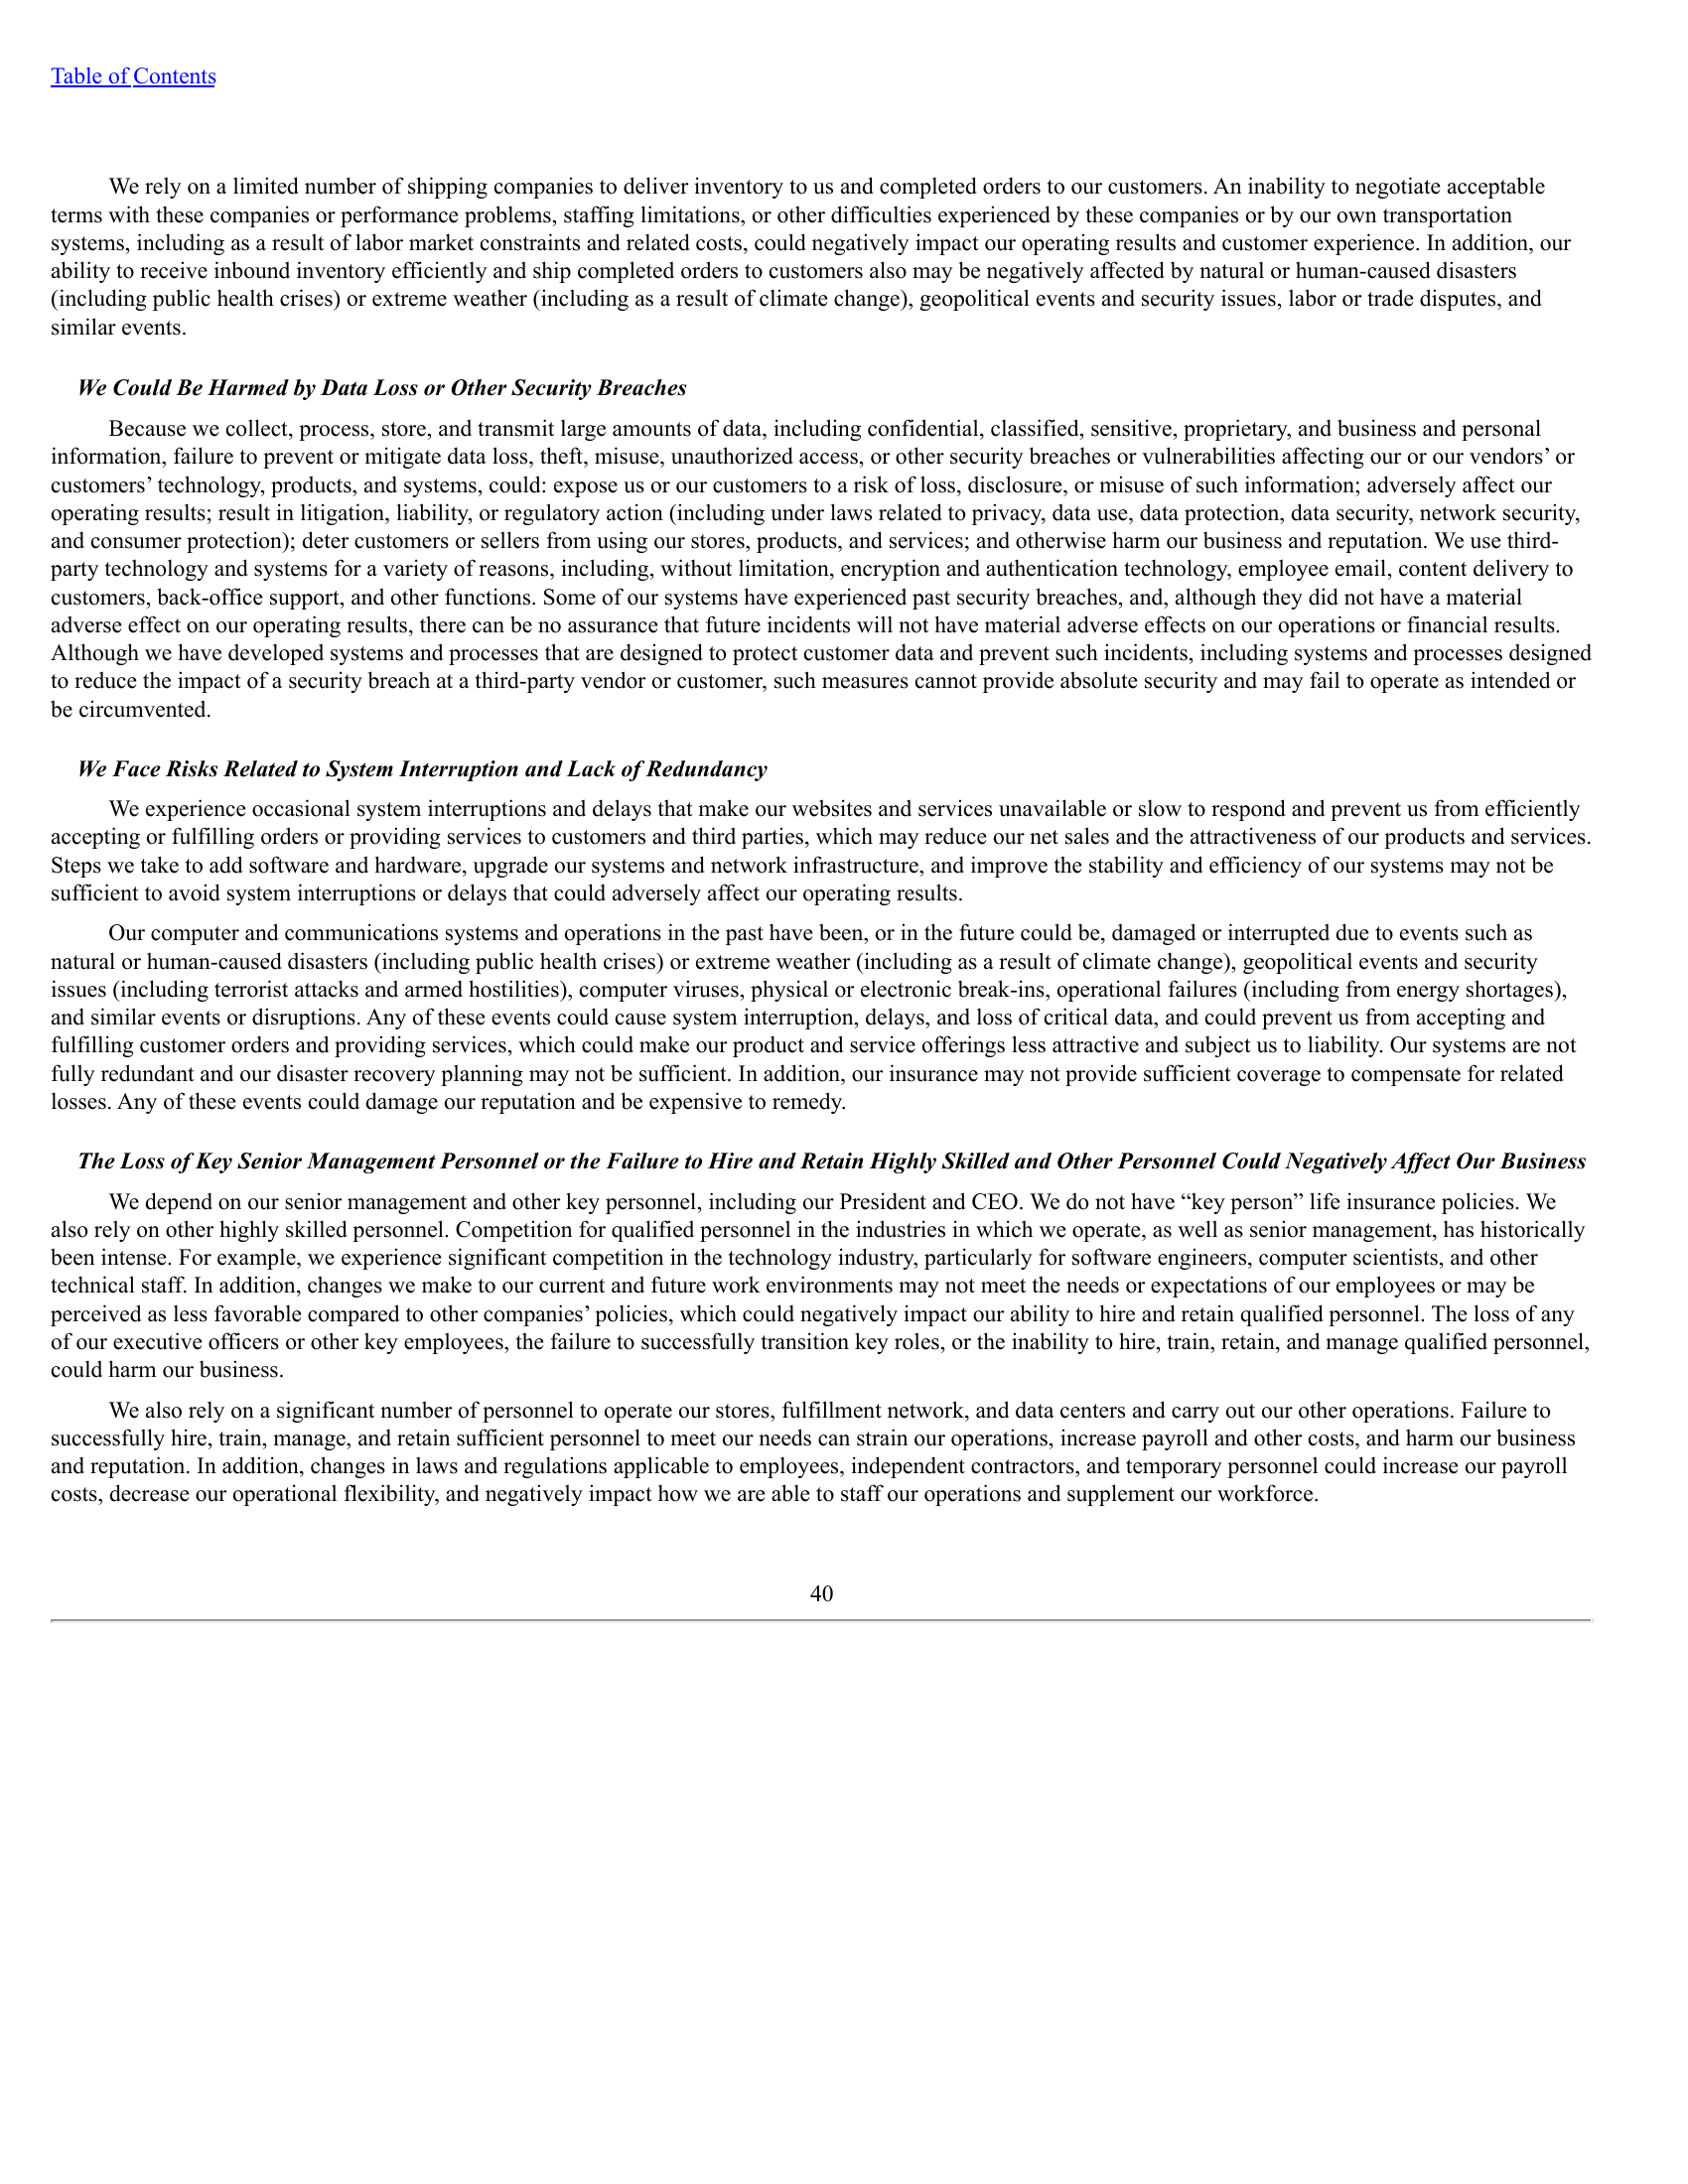 Table of Contents
We rely on a limited number of shipping companies to deliver inventory to us and completed orders to our customers. An inability to negotiate acceptable
terms with these companies or performance problems, staffing limitations, or other difficulties experienced by these companies or by our own transportation
systems, including as a result of labor market constraints and related costs, could negatively impact our operating results and customer experience. In addition, our
ability to receive inbound inventory efficiently and ship completed orders to customers also may be negatively affected by natural or human-caused disasters
(including public health crises) or extreme weather (including as a result of climate change), geopolitical events and security issues, labor or trade disputes, and
similar events.
We Could Be Harmed by Data Loss or Other Security Breaches
Because we collect, process, store, and transmit large amounts of data, including confidential, classified, sensitive, proprietary, and business and personal
information, failure to prevent or mitigate data loss, theft, misuse, unauthorized access, or other security breaches or vulnerabilities affecting our or our vendors’ or
customers’ technology, products, and systems, could: expose us or our customers to a risk of loss, disclosure, or misuse of such information; adversely affect our
operating results; result in litigation, liability, or regulatory action (including under laws related to privacy, data use, data protection, data security, network security,
and consumer protection); deter customers or sellers from using our stores, products, and services; and otherwise harm our business and reputation. We use third-
party technology and systems for a variety of reasons, including, without limitation, encryption and authentication technology, employee email, content delivery to
customers, back-office support, and other functions. Some of our systems have experienced past security breaches, and, although they did not have a material
adverse effect on our operating results, there can be no assurance that future incidents will not have material adverse effects on our operations or financial results.
Although we have developed systems and processes that are designed to protect customer data and prevent such incidents, including systems and processes designed
to reduce the impact of a security breach at a third-party vendor or customer, such measures cannot provide absolute security and may fail to operate as intended or
be circumvented.
We Face Risks Related to System Interruption and Lack of Redundancy
We experience occasional system interruptions and delays that make our websites and services unavailable or slow to respond and prevent us from efficiently
accepting or fulfilling orders or providing services to customers and third parties, which may reduce our net sales and the attractiveness of our products and services.
Steps we take to add software and hardware, upgrade our systems and network infrastructure, and improve the stability and efficiency of our systems may not be
sufficient to avoid system interruptions or delays that could adversely affect our operating results.
Our computer and communications systems and operations in the past have been, or in the future could be, damaged or interrupted due to events such as
natural or human-caused disasters (including public health crises) or extreme weather (including as a result of climate change), geopolitical events and security
issues (including terrorist attacks and armed hostilities), computer viruses, physical or electronic break-ins, operational failures (including from energy shortages),
and similar events or disruptions. Any of these events could cause system interruption, delays, and loss of critical data, and could prevent us from accepting and
fulfilling customer orders and providing services, which could make our product and service offerings less attractive and subject us to liability. Our systems are not
fully redundant and our disaster recovery planning may not be sufficient. In addition, our insurance may not provide sufficient coverage to compensate for related
losses. Any of these events could damage our reputation and be expensive to remedy.
The Loss of Key Senior Management Personnel or the Failure to Hire and Retain Highly Skilled and Other Personnel Could Negatively Affect Our Business
We depend on our senior management and other key personnel, including our President and CEO. We do not have “key person” life insurance policies. We
also rely on other highly skilled personnel. Competition for qualified personnel in the industries in which we operate, as well as senior management, has historically
been intense. For example, we experience significant competition in the technology industry, particularly for software engineers, computer scientists, and other
technical staff. In addition, changes we make to our current and future work environments may not meet the needs or expectations of our employees or may be
perceived as less favorable compared to other companies’ policies, which could negatively impact our ability to hire and retain qualified personnel. The loss of any
of our executive officers or other key employees, the failure to successfully transition key roles, or the inability to hire, train, retain, and manage qualified personnel,
could harm our business.
We also rely on a significant number of personnel to operate our stores, fulfillment network, and data centers and carry out our other operations. Failure to
successfully hire, train, manage, and retain sufficient personnel to meet our needs can strain our operations, increase payroll and other costs, and harm our business
and reputation. In addition, changes in laws and regulations applicable to employees, independent contractors, and temporary personnel could increase our payroll
costs, decrease our operational flexibility, and negatively impact how we are able to staff our operations and supplement our workforce.
40